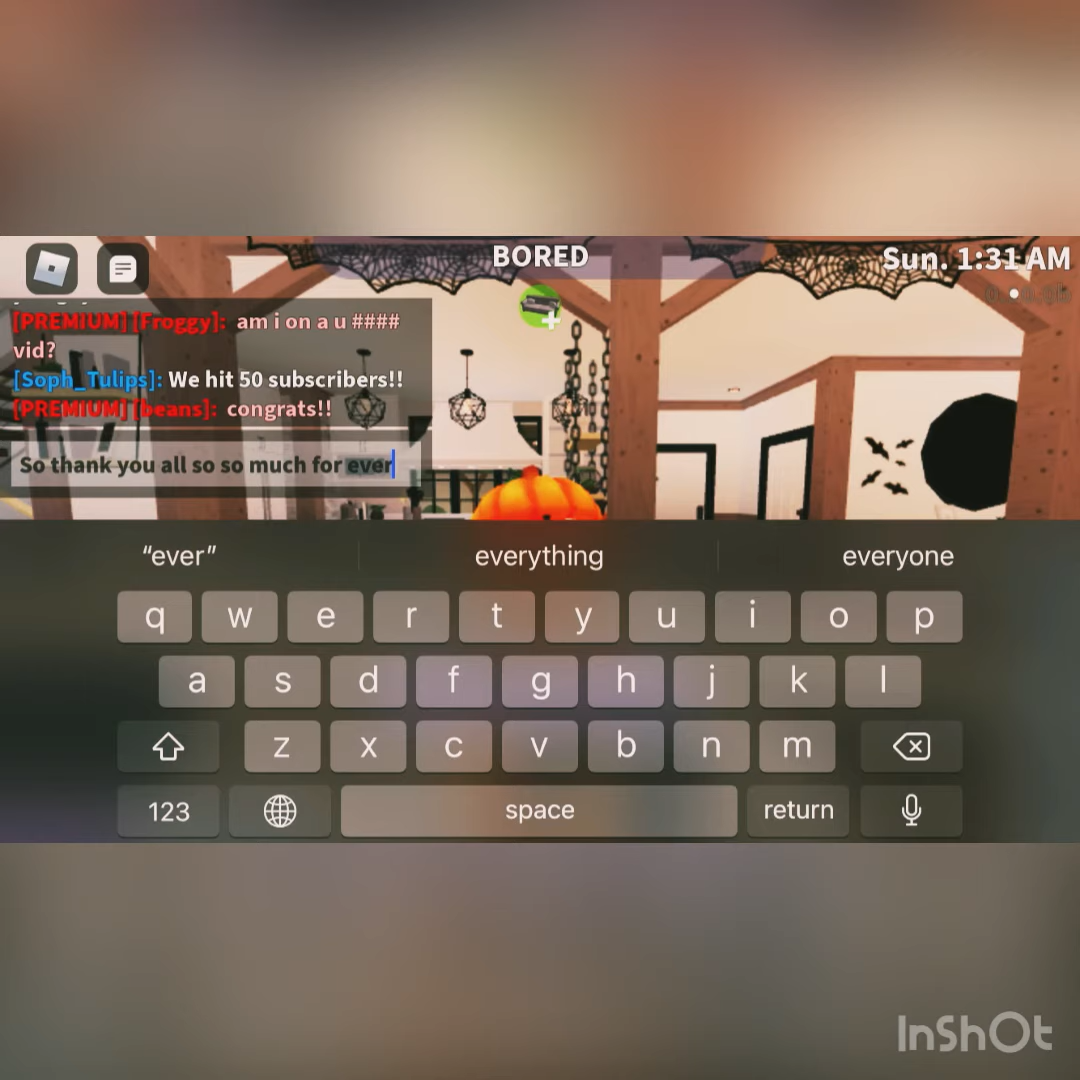 BORED
Sun. 1:31 AM
[PREMIUM] [Froggy]: am i on a u ####
vid?
[Soph_Tulips]: We hit 50 subscribers!!
[PREMIUM] [beans]: congrats!!
So thank you all so so much for ever
“ever” everything everyone
q w e r t y u i o p
a s d f g h j k l
z x c v b n m
123 space return
InShOt